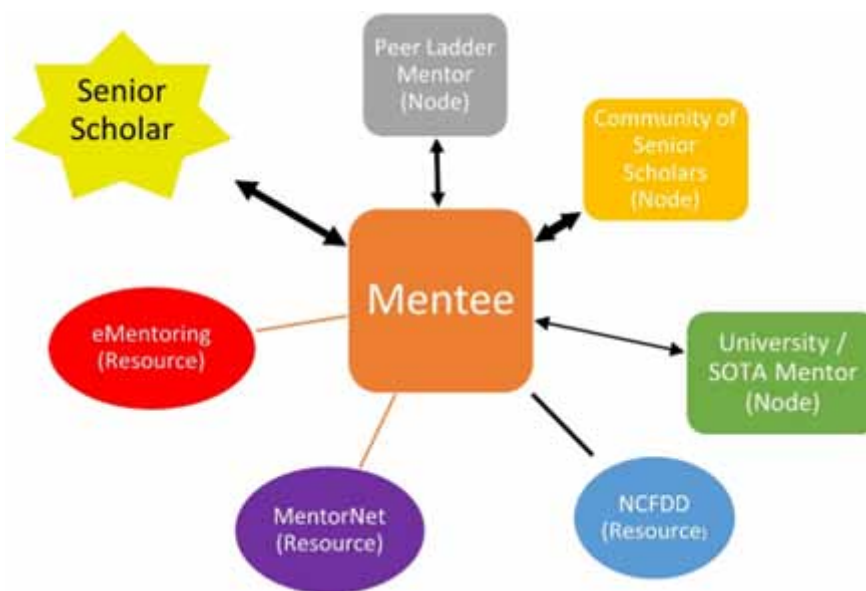 Senior
Scholar
Peer Ladder
Mentor
(Node)
Community of
Senior
Scholars
(Node)
Mentee
eMentoring
(Resource)
University /
SOTA Mentor
(Node)
MentorNet
(Resource)
NCFDD
(Resource)